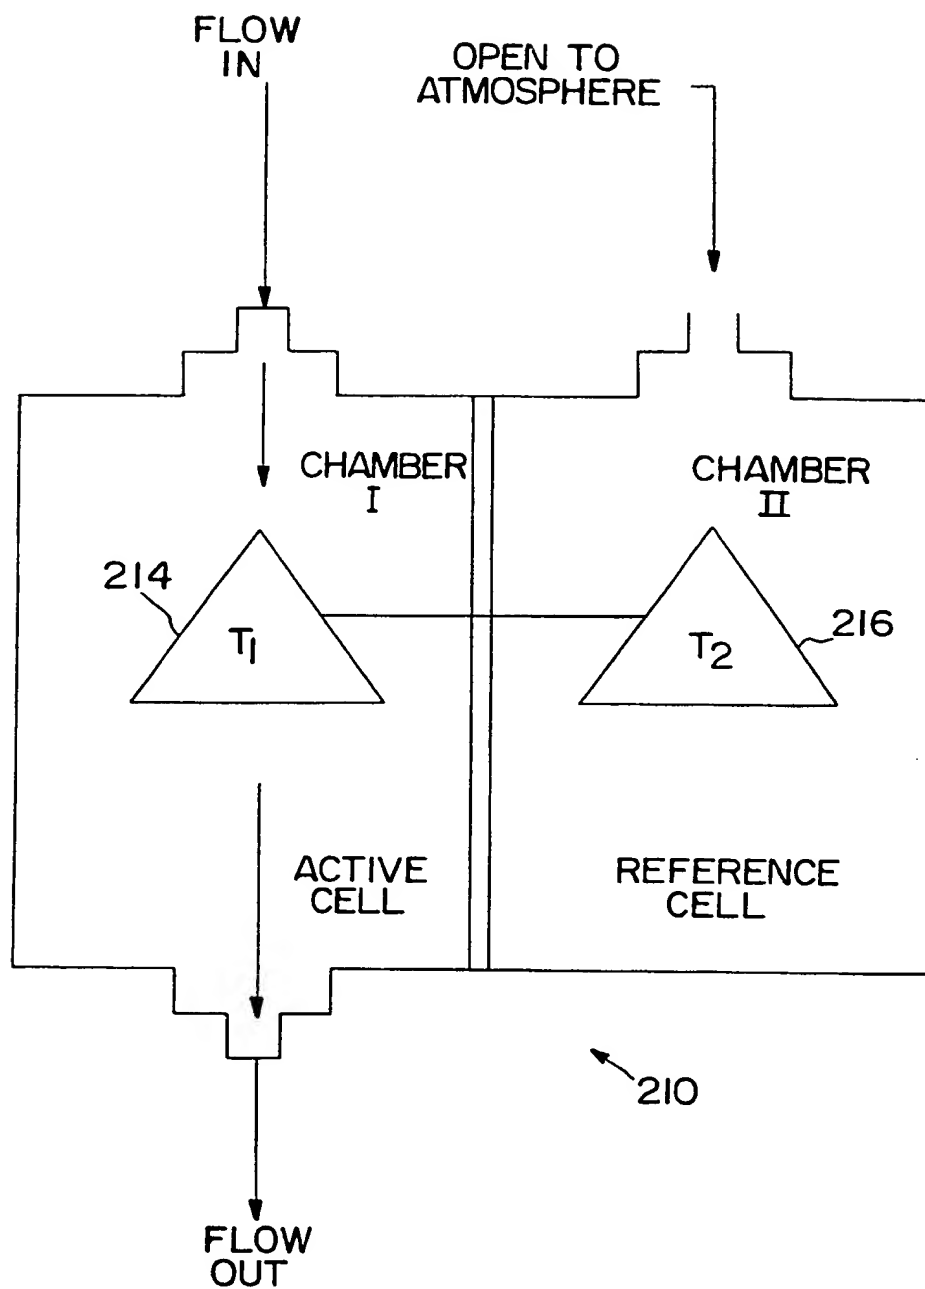 FLOW
IN
OPEN TO
ATMOSPHERE
CHAMBER
I
CHAMBER
II
214
T1
T2
216
ACTIVE
CELL
REFERENCE
CELL
210
FLOW
OUT